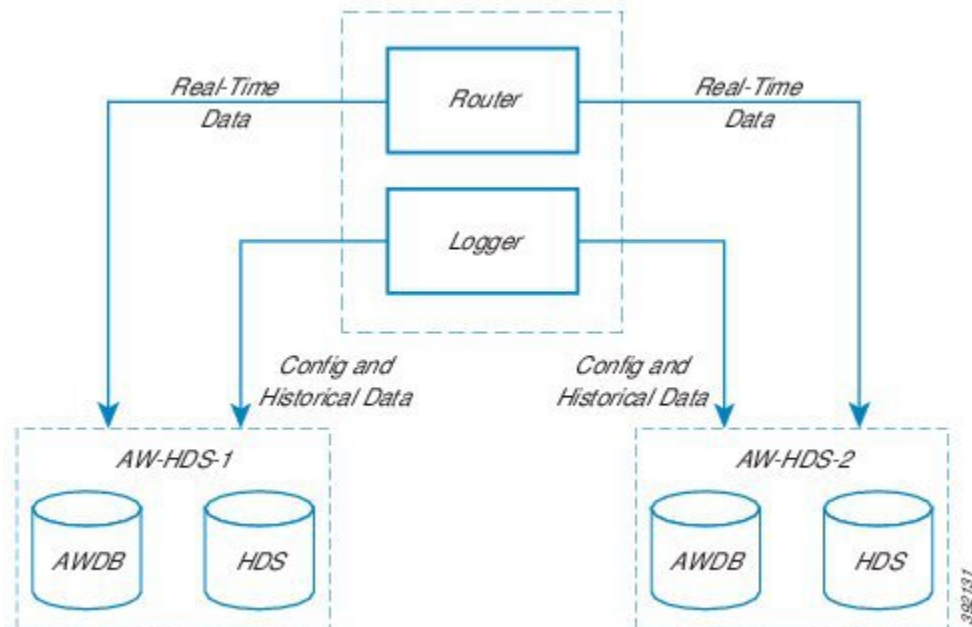 Real-Time
Data
Router
Real-Time
Data
Logger
Config and
Historical Data
Config and
Historical Data
AW-HDS-1
AWDB
HDS
AW-HDS-2
AWDB
HDS
392131